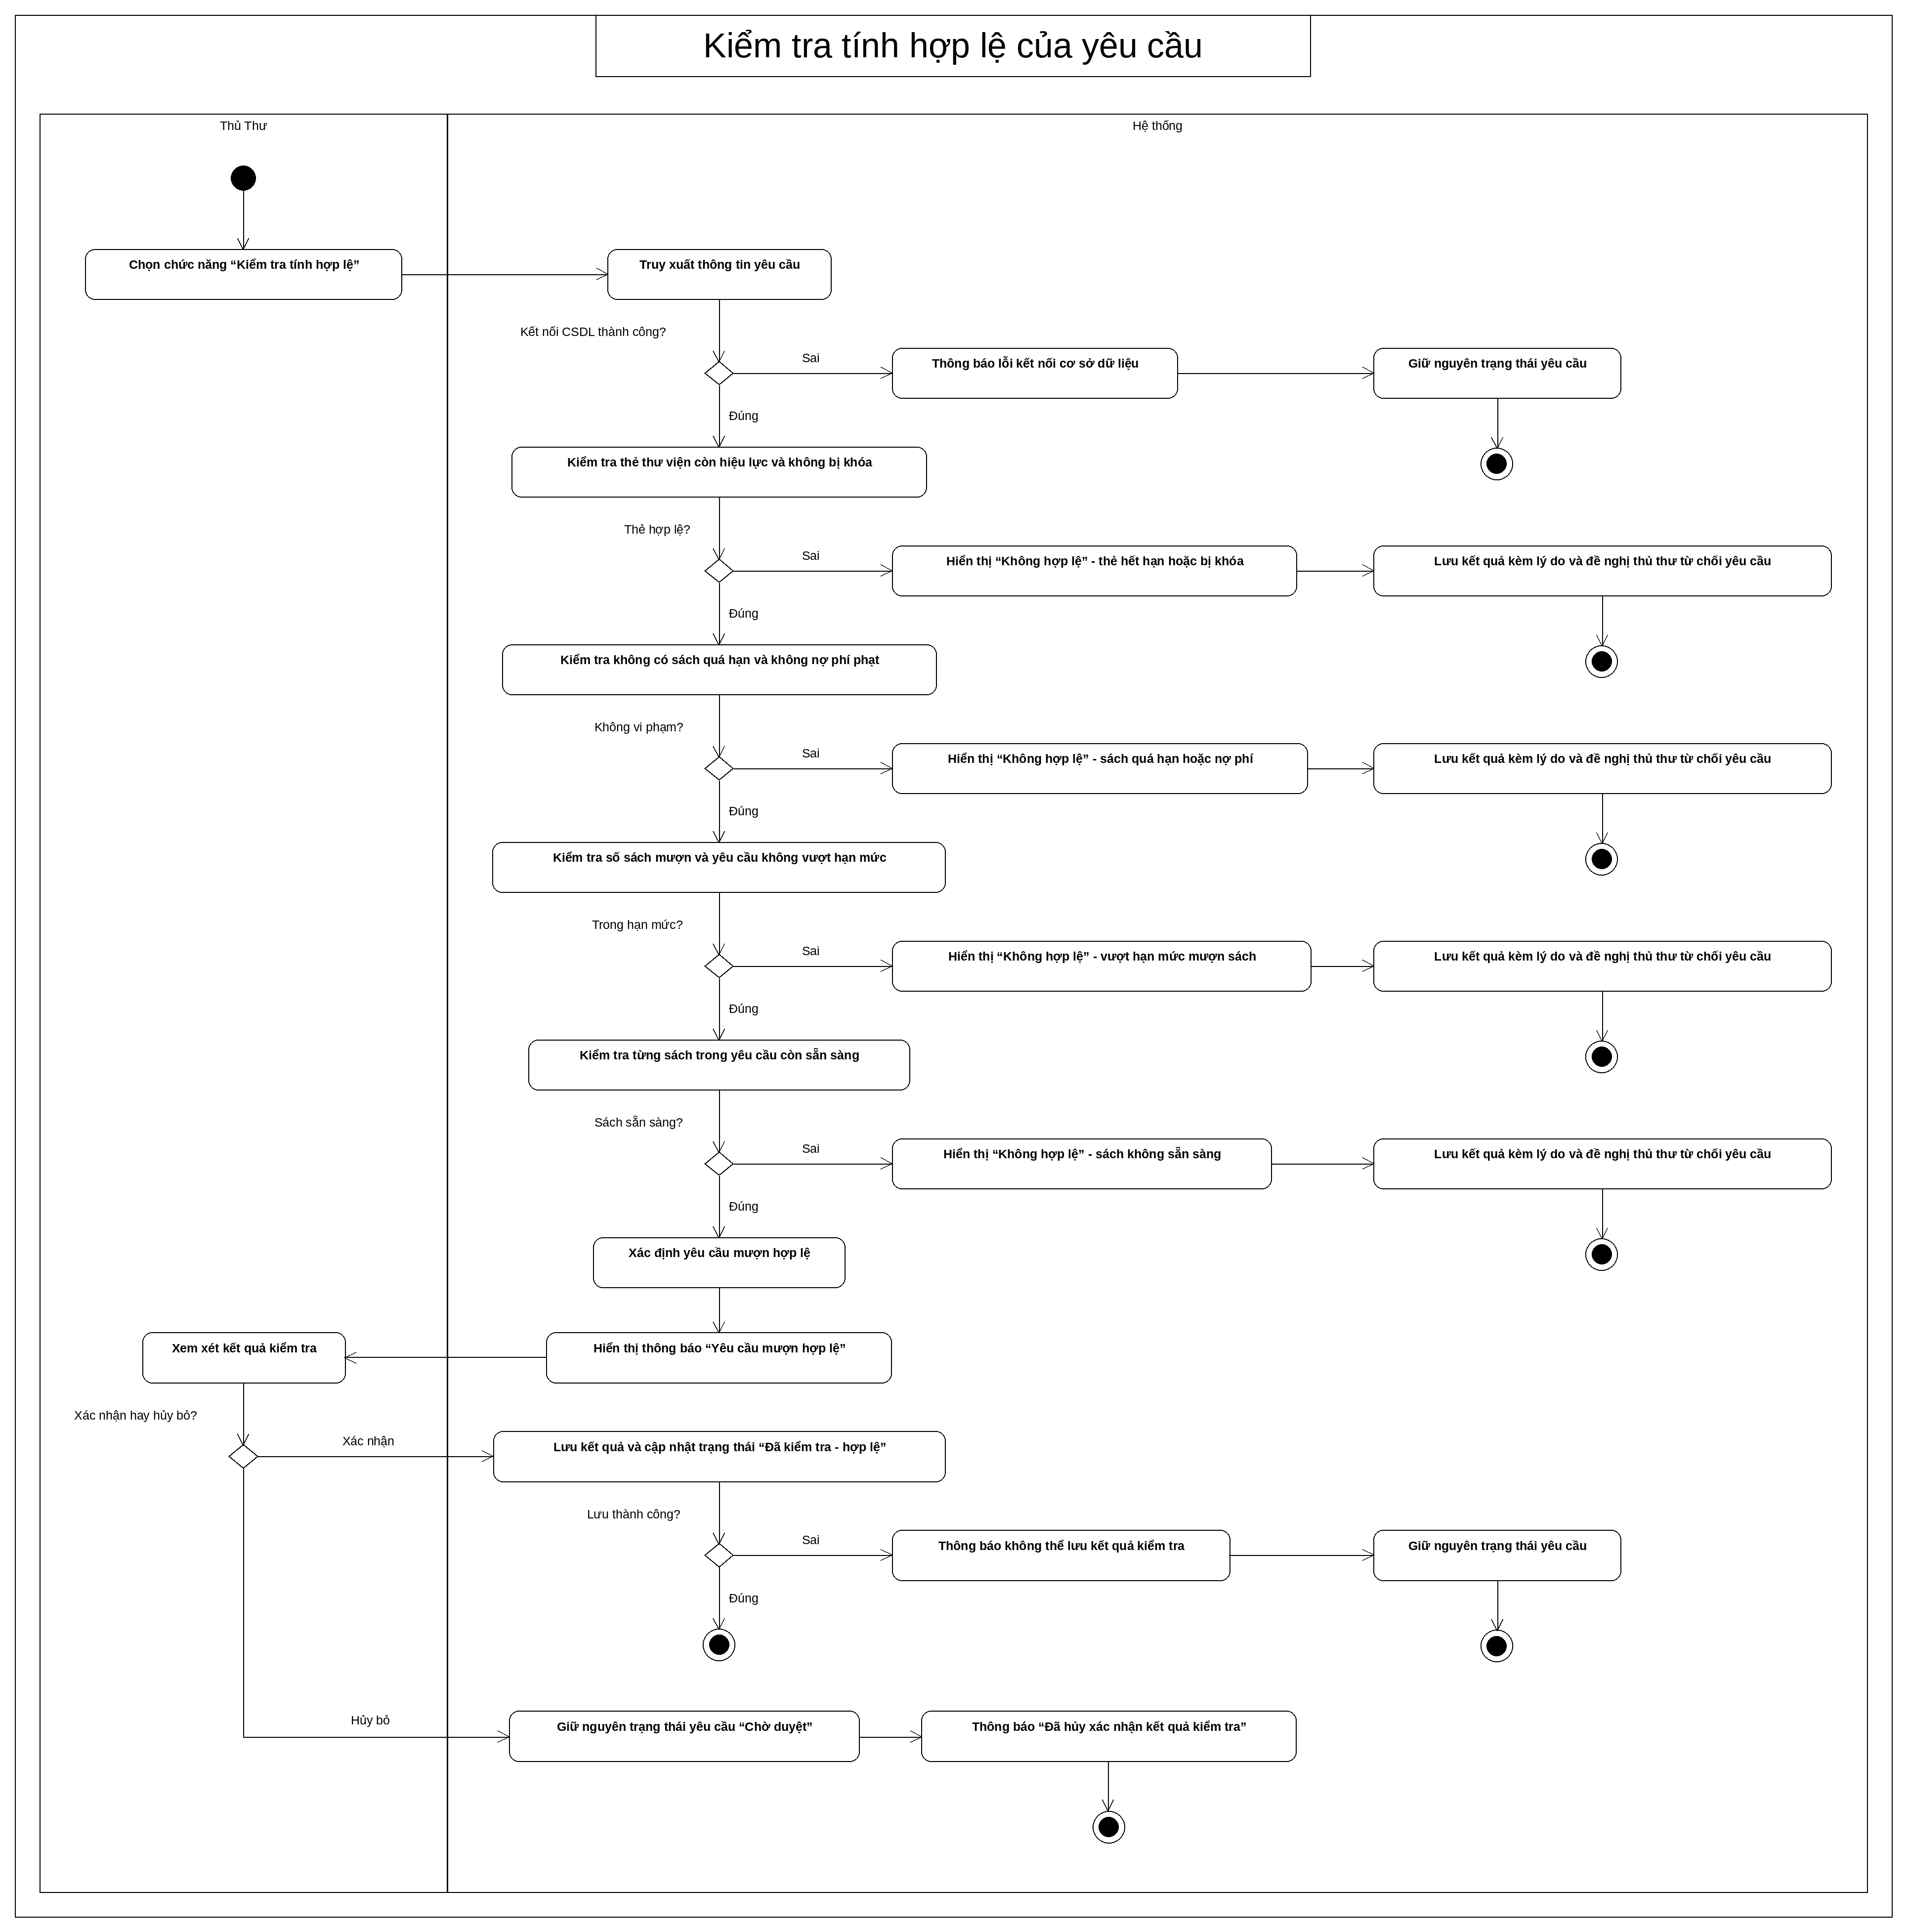 Kiểm tra tính hợp lệ của yêu cầu
Thủ Thư
Hệ thống
Chọn chức năng “Kiểm tra tính hợp lệ”
Truy xuất thông tin yêu cầu
Kết nối CSDL thành công?
Sai
Thông báo lỗi kết nối cơ sở dữ liệu
Giữ nguyên trạng thái yêu cầu
Đúng
Kiểm tra thẻ thư viện còn hiệu lực và không bị khóa
Thẻ hợp lệ?
Sai
Hiển thị “Không hợp lệ” - thẻ hết hạn hoặc bị khóa
Lưu kết quả kèm lý do và đề nghị thủ thư từ chối yêu cầu
Đúng
Kiểm tra không có sách quá hạn và không nợ phí phạt
Không vi phạm?
Sai
Hiển thị “Không hợp lệ” - sách quá hạn hoặc nợ phí
Lưu kết quả kèm lý do và đề nghị thủ thư từ chối yêu cầu
Đúng
Kiểm tra số sách mượn và yêu cầu không vượt hạn mức
Trong hạn mức?
Sai
Hiển thị “Không hợp lệ” - vượt hạn mức mượn sách
Lưu kết quả kèm lý do và đề nghị thủ thư từ chối yêu cầu
Đúng
Kiểm tra từng sách trong yêu cầu còn sẵn sàng
Sách sẵn sàng?
Sai
Hiển thị “Không hợp lệ” - sách không sẵn sàng
Lưu kết quả kèm lý do và đề nghị thủ thư từ chối yêu cầu
Đúng
Xác định yêu cầu mượn hợp lệ
Xem xét kết quả kiểm tra
Hiển thị thông báo “Yêu cầu mượn hợp lệ”
Xác nhận hay hủy bỏ?
Xác nhận
Lưu kết quả và cập nhật trạng thái “Đã kiểm tra - hợp lệ”
Lưu thành công?
Sai
Thông báo không thể lưu kết quả kiểm tra
Giữ nguyên trạng thái yêu cầu
Đúng
Hủy bỏ
Giữ nguyên trạng thái yêu cầu “Chờ duyệt”
Thông báo “Đã hủy xác nhận kết quả kiểm tra”